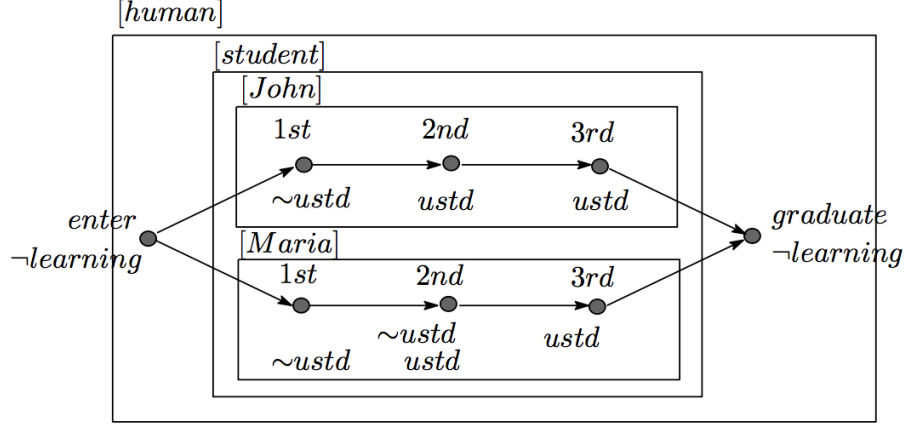 [human]
[student]
[John]
1st 2nd 3rd
~ustd ustd ustd
enter
¬learning
graduate
¬learning
[Maria]
1st 2nd 3rd
~ustd ustd
~ustd ustd